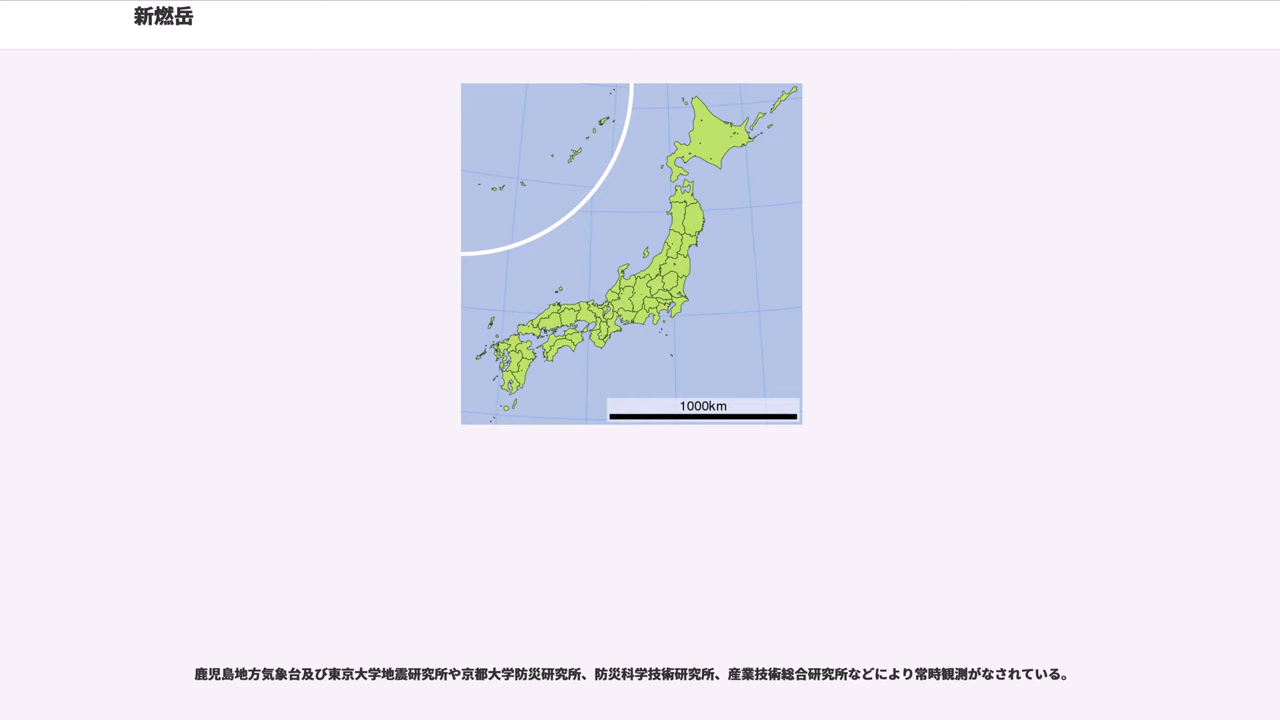 新燃岳
1000km
鹿児島地方気象台及び東京大学地震研究所や京都大学防災研究所、防災科学技術研究所、産業技術総合研究所などにより常時観測がなされている。